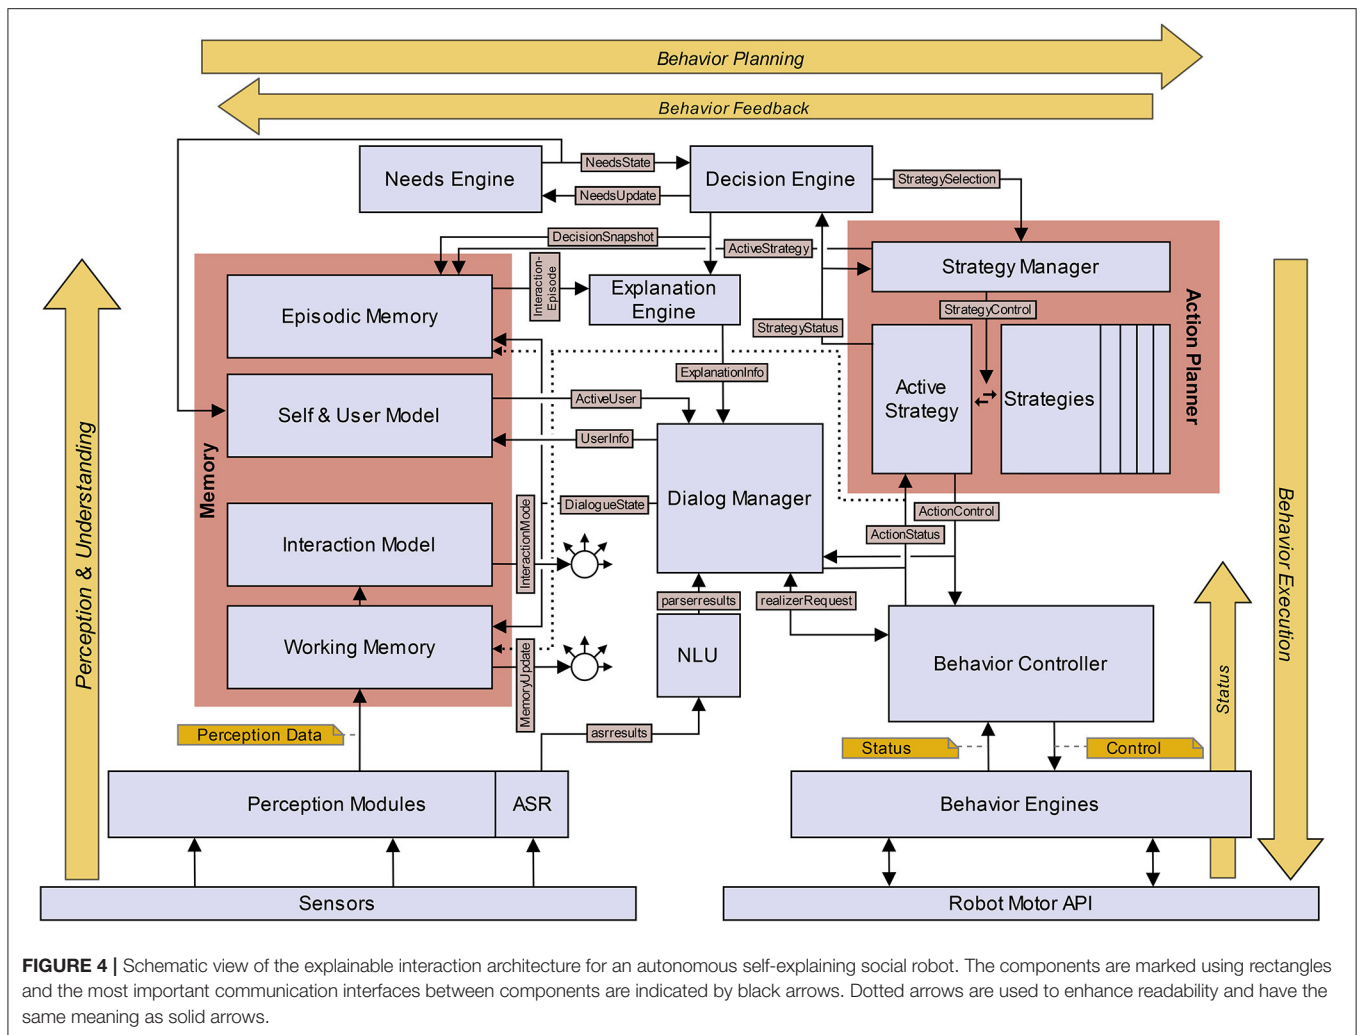 Behavior Planning
Behavior Feedback
Needs Engine
NeedsState
NeedsUpdate
Decision Engine
StrategySelection
DecisionSnapshot
ActiveStrategy
Strategy Manager
Episodic Memory
Interaction-
Episode
Explanation
Engine
StrategyControl
StrategyStatus
Action Planner
ExplanationInfo
Active
Strategy
Strategies
Self & User Model
ActiveUser
UserInfo
Memory
Dialog Manager
DialogueState
ActionControl
ActionStatus
Interaction Model
InteractionMode
parserresults
realizerRequest
Working Memory
MemoryUpdate
NLU
Behavior Controller
Perception & Understanding
Behavior Execution
Status
Perception Data
asrresults
Status
Control
Perception Modules
ASR
Behavior Engines
Sensors
Robot Motor API
FIGURE 4 | Schematic view of the explainable interaction architecture for an autonomous self-explaining social robot. The components are marked using rectangles
and the most important communication interfaces between components are indicated by black arrows. Dotted arrows are used to enhance readability and have the
same meaning as solid arrows.